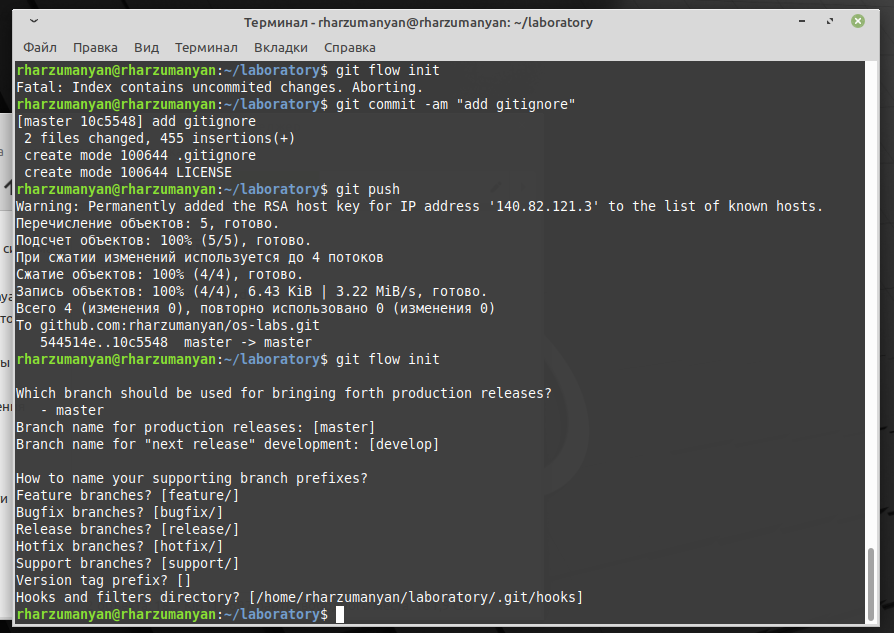 Терминал - rharzumanyan@rharzumanyan: ~/laboratory
Файл Правка Вид Терминал Вкладки Справка
rharzumanyan@rharzumanyan:~/laboratory$ git flow init
Fatal: Index contains uncommited changes. Aborting.
rharzumanyan@rharzumanyan:~/laboratory$ git commit -am "add gitignore"
[master 10c5548] add gitignore
 2 files changed, 455 insertions(+)
 create mode 100644 .gitignore
 create mode 100644 LICENSE
rharzumanyan@rharzumanyan:~/laboratory$ git push
Warning: Permanently added the RSA host key for IP address '140.82.121.3' to the list of known hosts.
Перечисление объектов: 5, готово.
Подсчет объектов: 100% (5/5), готово.
При сжатии изменений используется до 4 потоков
Сжатие объектов: 100% (4/4), готово.
Запись объектов: 100% (4/4), 6.43 KiB | 3.22 MiB/s, готово.
Всего 4 (изменения 0), повторно использовано 0 (изменения 0)
To github.com:rharzumanyan/os-labs.git
   544514e..10c5548  master -> master
rharzumanyan@rharzumanyan:~/laboratory$ git flow init
Which branch should be used for bringing forth production releases?
   - master
Branch name for production releases: [master]
Branch name for "next release" development: [develop]
How to name your supporting branch prefixes?
Feature branches? [feature/]
Bugfix branches? [bugfix/]
Release branches? [release/]
Hotfix branches? [hotfix/]
Support branches? [support/]
Version tag prefix? []
Hooks and filters directory? [/home/rharzumanyan/laboratory/.git/hooks]
rharzumanyan@rharzumanyan:~/laboratory$